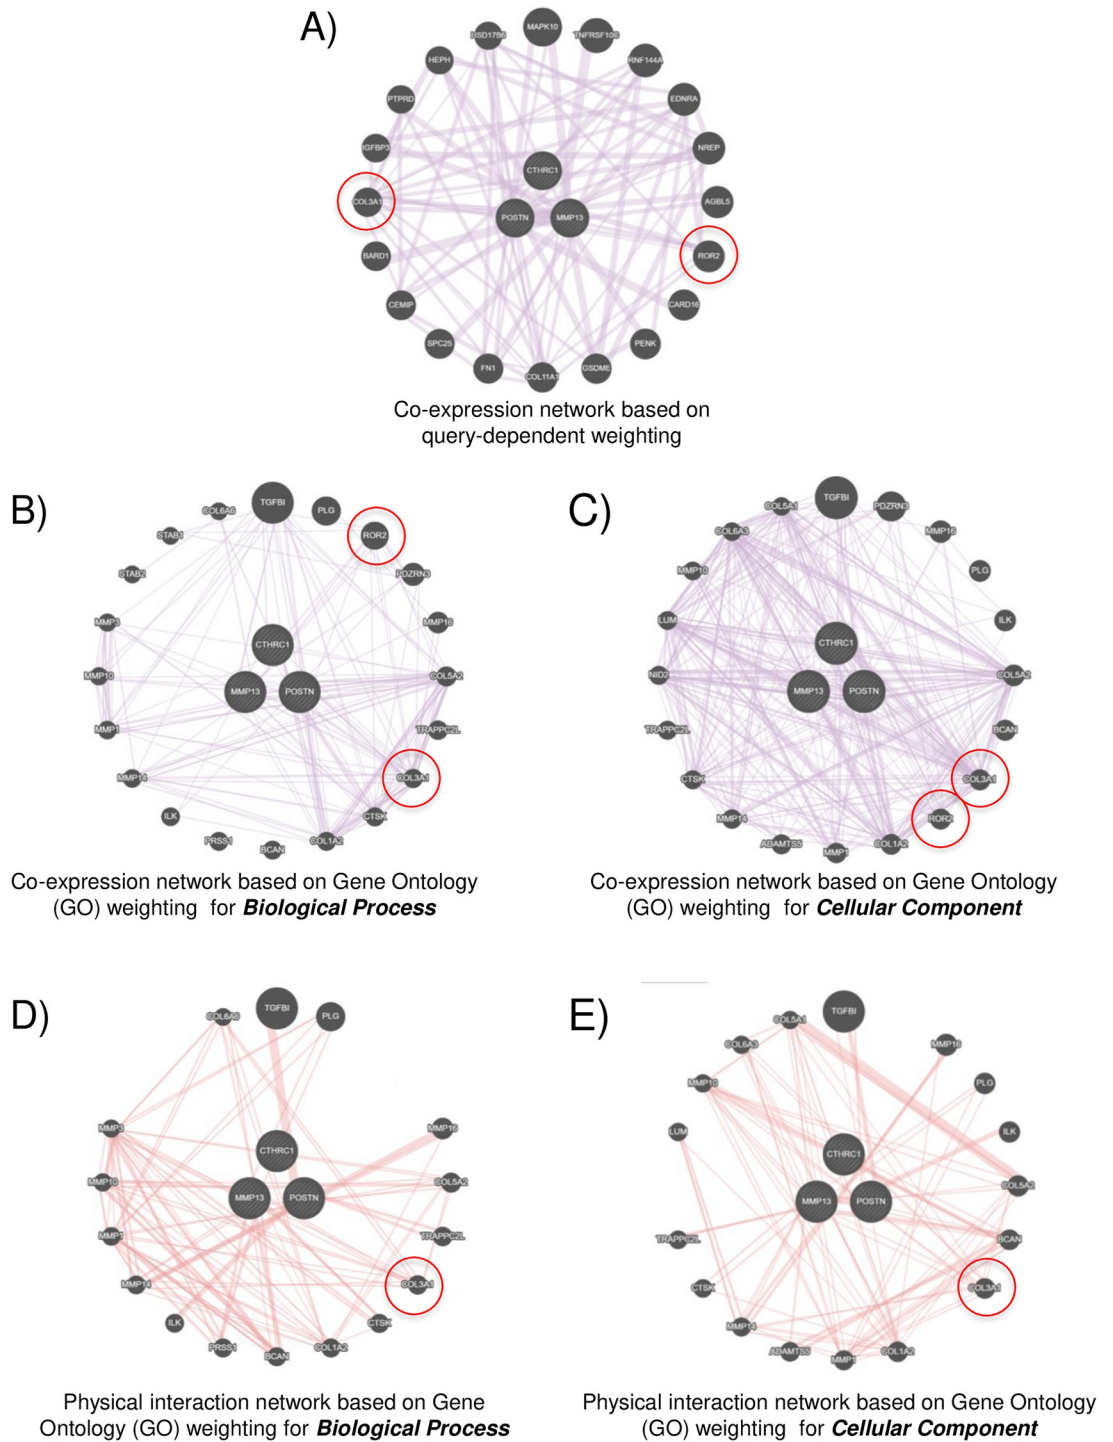 A)
HSD17B6
MAPK10
TNFRSF10B
RNF144A
HEPH
EDNRA
PTPRD
NREP
IGFBP3
CTHRC1
COL3A1
AGBL5
POSTN
MMP13
BARD1
ROR2
CEMIP
CARD16
SPC25
PENK
FN1
COL11A1
GSDME
Co-expression network based on
query-dependent weighting
B)
COL6A6
TGFBI
PLG
STAB1
ROR2
STAB2
PDZRN3
MMP3
MMP16
CTHRC1
MMP10
COL5A2
MMP13
POSTN
MMP1
TRAPPC2L
MMP14
COL3A1
ILK
CTSK
PRSS1
BCAN
COL1A2
Co-expression network based on Gene Ontology
(GO) weighting for Biological Process
C)
COL5A1
TGFBI
PDZRN3
COL6A3
MMP16
MMP10
PLG
LUM
ILK
CTHRC1
NID2
COL5A2
MMP13
POSTN
TRAPPC2L
BCAN
CTSK
COL3A1
MMP14
ROR2
ADAMTS5
MMP1
COL1A2
Co-expression network based on Gene Ontology
(GO) weighting for Cellular Component
D)
COL6A6
TGFBI
PLG
MMP3
MMP16
CTHRC1
MMP10
COL5A2
MMP13
POSTN
MMP1
TRAPPC2L
MMP14
COL3A1
ILK
CTSK
PRSS1
BCAN
COL1A2
Physical interaction network based on Gene
Ontology (GO) weighting for Biological Process
E)
COL5A1
TGFBI
COL6A3
MMP16
MMP10
PLG
LUM
ILK
CTHRC1
COL5A2
MMP13
POSTN
TRAPPC2L
BCAN
CTSK
COL3A1
MMP14
ADAMTS5
MMP1
COL1A2
Physical interaction network based on Gene Ontology
(GO) weighting for Cellular Component